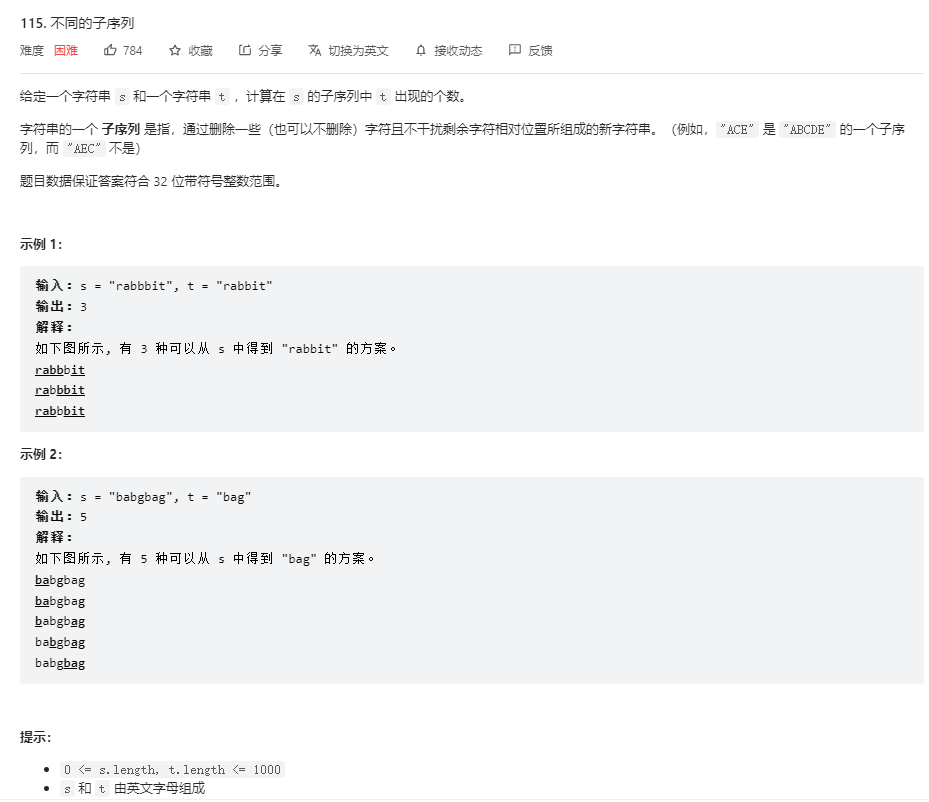 115. 不同的子序列
难度 困难 784 收藏 分享 切换为英文 接收动态 反馈
给定一个字符串 s 和一个字符串 t ，计算在 s 的子序列中 t 出现的个数。
字符串的一个 子序列 是指，通过删除一些（也可以不删除）字符且不干扰剩余字符相对位置所组成的新字符串。（例如，"ACE" 是 "ABCDE" 的一个子序
列，而 "AEC" 不是）
题目数据保证答案符合 32 位带符号整数范围。
示例 1：
输入：s = "rabbbit", t = "rabbit"
输出：3
解释：
如下图所示, 有 3 种可以从 s 中得到 "rabbit" 的方案。
rabbbit
rabbbit
rabbbit
示例 2：
输入：s = "babgbag", t = "bag"
输出：5
解释：
如下图所示, 有 5 种可以从 s 中得到 "bag" 的方案。
babgbag
babgbag
babgbag
babgbag
babgbag
提示：
0 <= s.length, t.length <= 1000
s 和 t 由英文字母组成